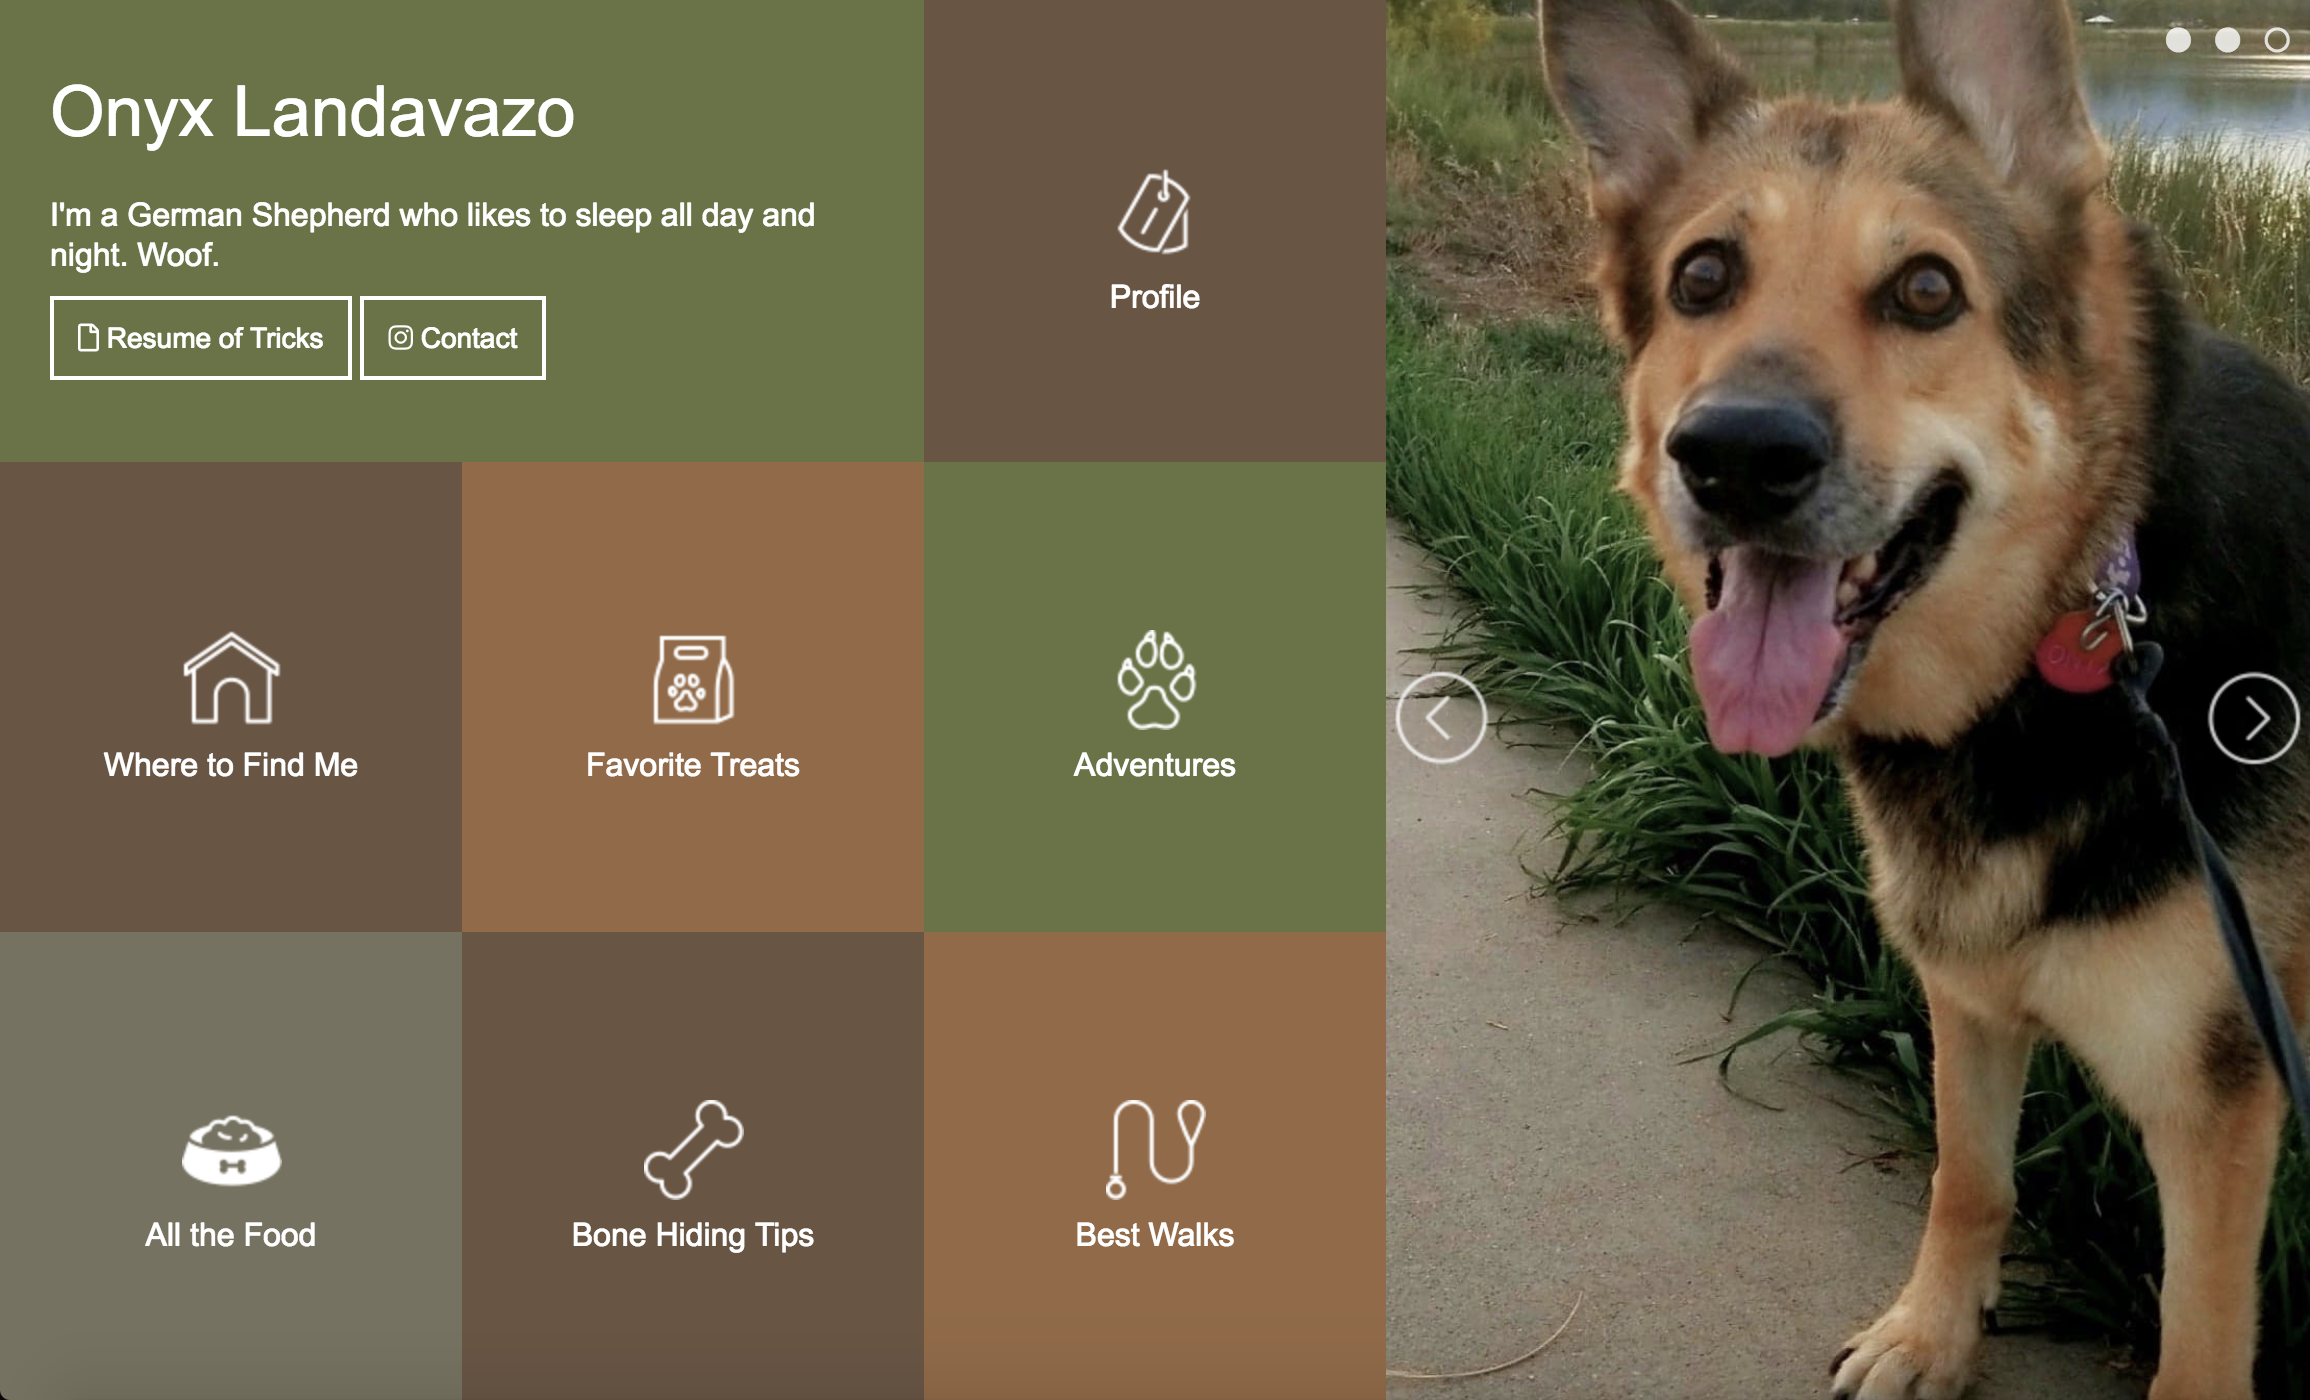 Onyx Landavazo
I'm a German Shepherd who likes to sleep all day and
night. Woof.
Resume of Tricks
Contact
Profile
Where to Find Me
Favorite Treats
Adventures
All the Food
Bone Hiding Tips
Best Walks